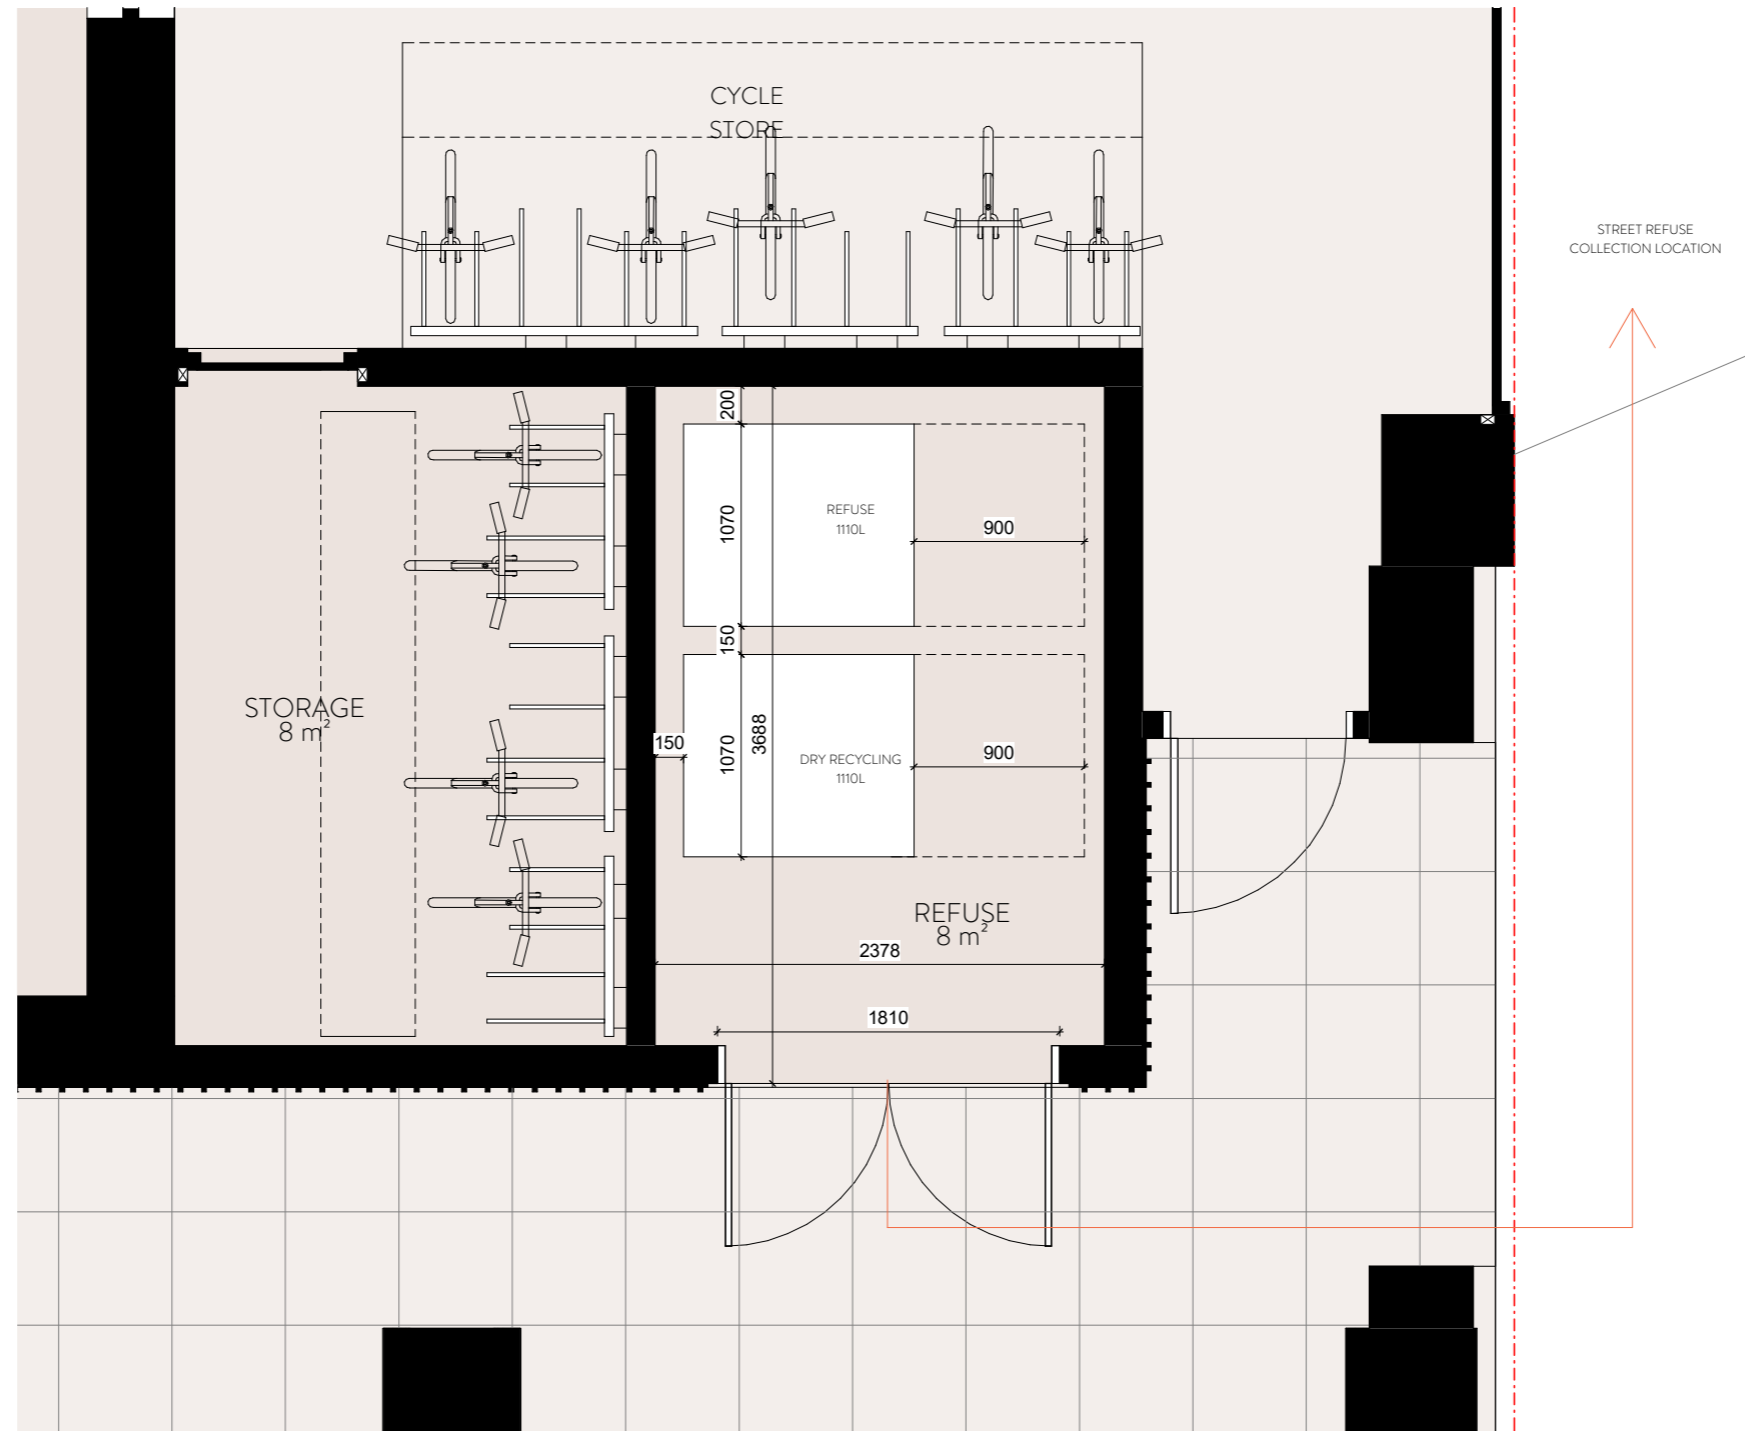 CYCLE
STORE
STREET REFUSE
COLLECTION LOCATION
200
REFUSE
1110L
1070
900
150
STORAGE
8 m²
150
1070
3688
DRY RECYCLING
1110L
900
REFUSE
8 m²
2378
1810